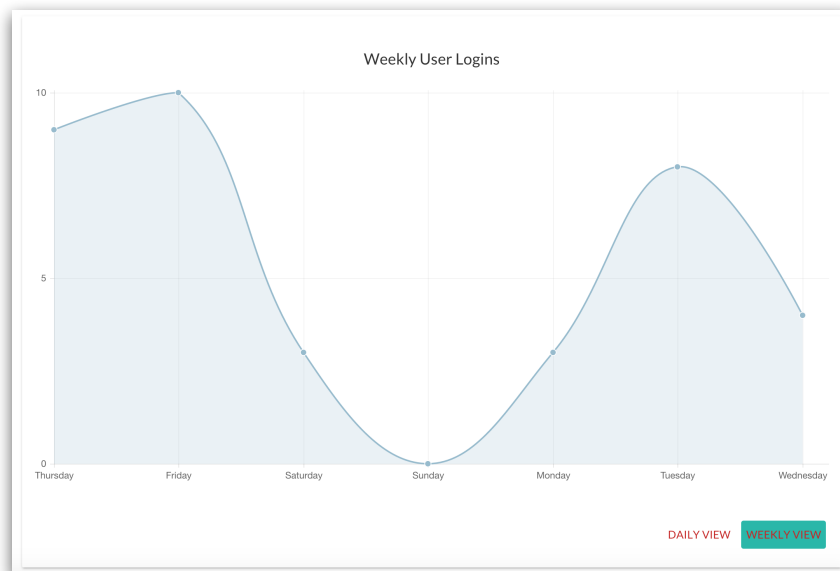 Weekly User Logins
10
5
0
Thursday Friday Saturday Sunday Monday Tuesday Wednesday
DAILY VIEW WEEKLY VIEW